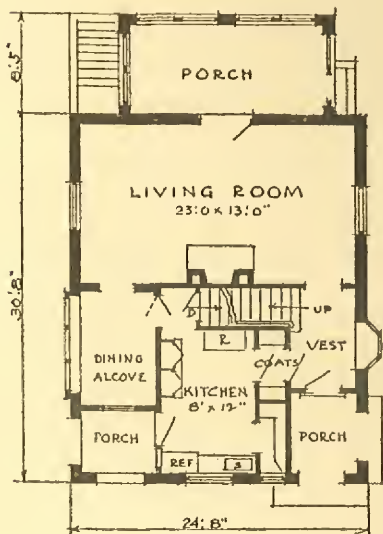 8'.5"
PORCH
LIVING ROOM
23'.0 x 13'.0"
30'.8"
D
UP
R
DINING
ALCOVE
COATS
VEST
KITCHEN
8' x 12"
PORCH
REF
S
PORCH
24'.8"